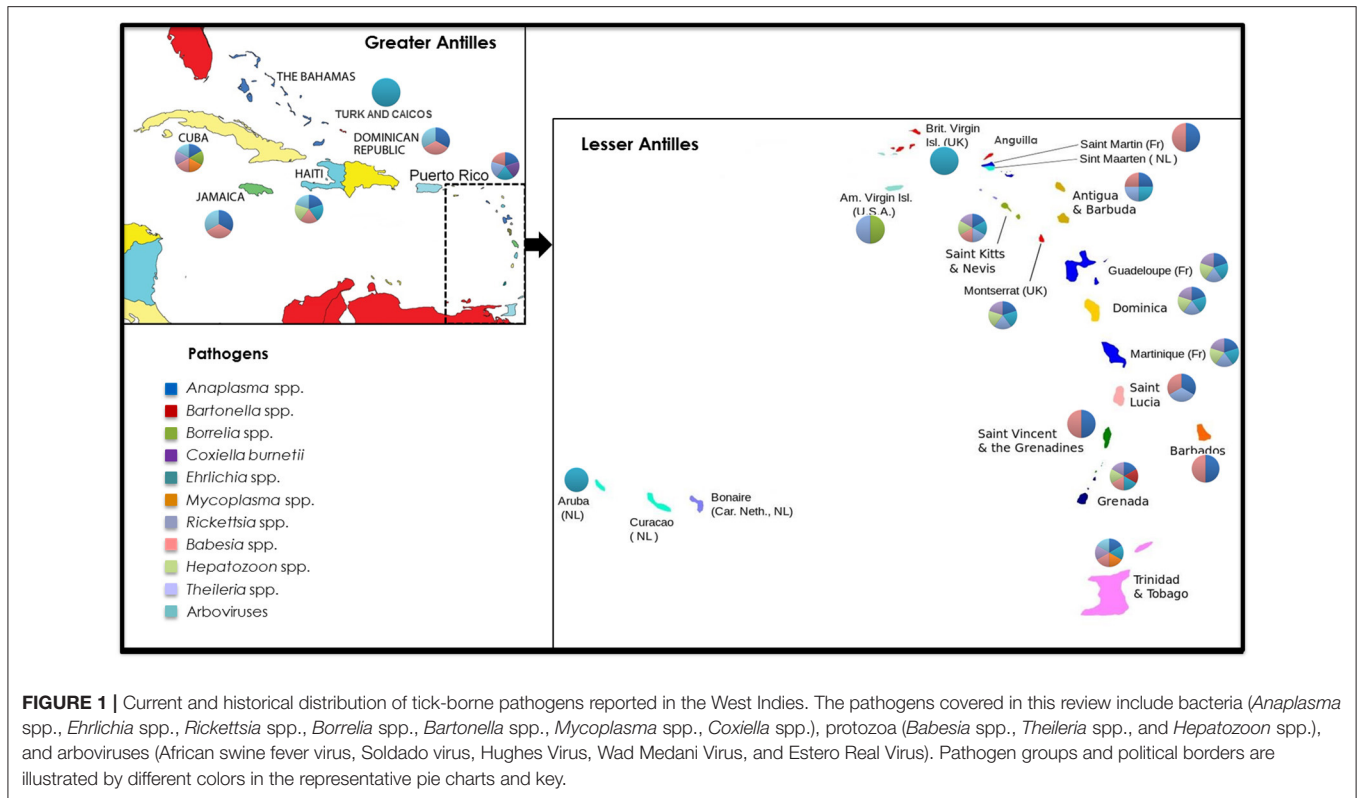 Greater Antilles
THE BAHAMAS
TURK AND CAICOS
CUBA
DOMINICAN
REPUBLIC
HAITI
Puerto Rico
JAMAICA
Pathogens
Anaplasma spp.
Bartonella spp.
Borrelia spp.
Coxiella burnetii
Ehrlichia spp.
Mycoplasma spp.
Rickettsia spp.
Babesia spp.
Hepatozoon spp.
Theileria spp.
Arboviruses
Lesser Antilles
Brit. Virgin
Isl. (UK)
Anguilla
Saint Martin (Fr)
Sint Maarten ( NL )
Am. Virgin Isl.
(U.S.A.)
Antigua
& Barbuda
Saint Kitts
& Nevis
Montserrat (UK)
Guadeloupe (Fr)
Dominica
Martinique (Fr)
Saint
Lucia
Saint Vincent
& the Grenadines
Barbados
Grenada
Aruba
(NL)
Curacao
( NL )
Bonaire
(Car. Neth., NL)
Trinidad
& Tobago
FIGURE 1 | Current and historical distribution of tick-borne pathogens reported in the West Indies. The pathogens covered in this review include bacteria (Anaplasma
spp., Ehrlichia spp., Rickettsia spp., Borrelia spp., Bartonella spp., Mycoplasma spp., Coxiella spp.), protozoa (Babesia spp., Theileria spp., and Hepatozoon spp.),
and arboviruses (African swine fever virus, Soldado virus, Hughes Virus, Wad Medani Virus, and Estero Real Virus). Pathogen groups and political borders are
illustrated by different colors in the representative pie charts and key.